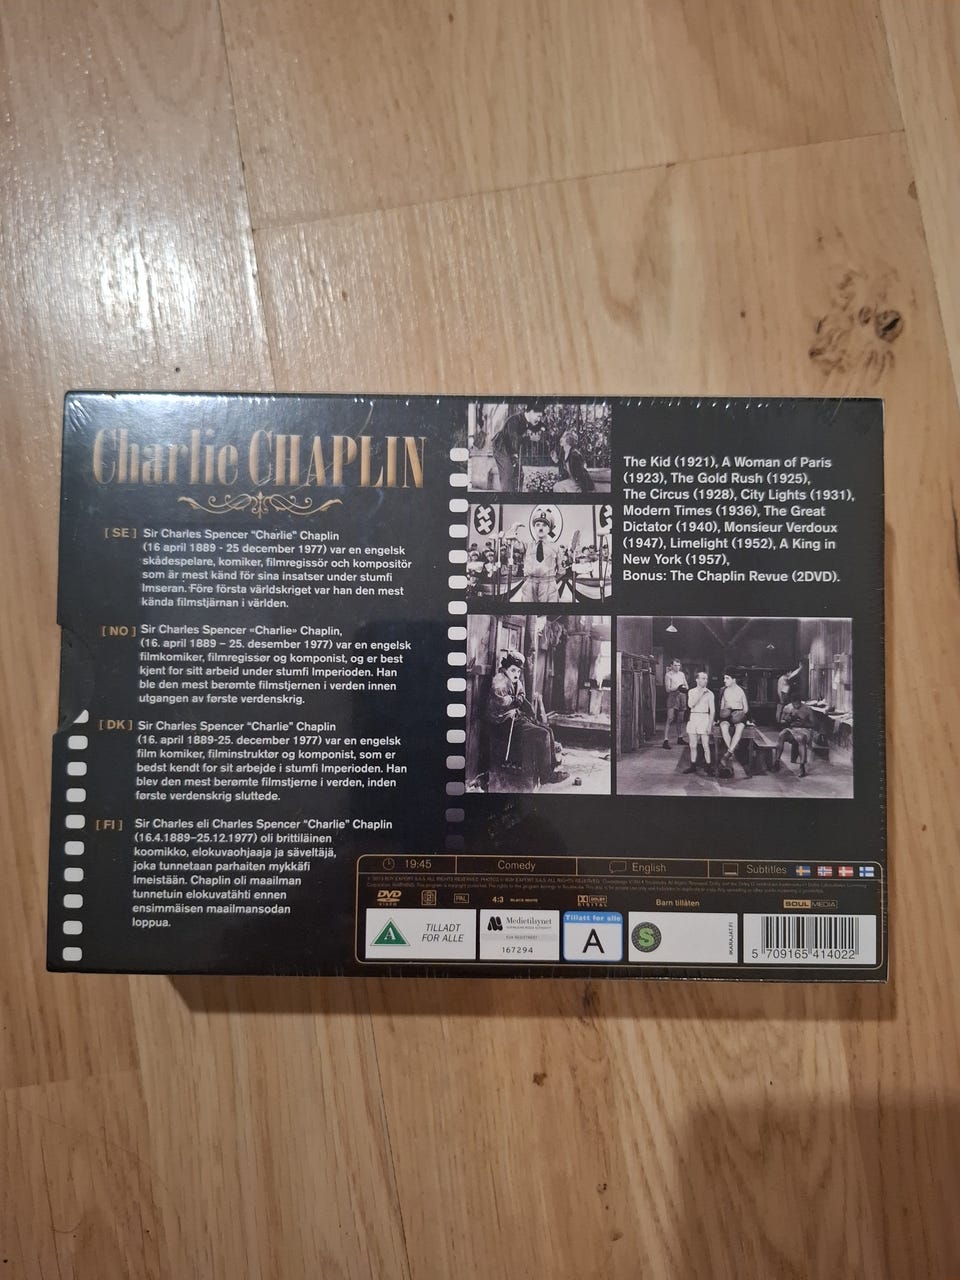 Charlie CHAPLIN
[ SE ] Sir Charles Spencer "Charlie" Chaplin
(16 april 1889 - 25 december 1977) var en engelsk
skådespelare, komiker, filmregissör och kompositör
som är mest känd för sina insatser under stumfi
lmseran. Före första världskriget var han den mest
kända filmstjärnan i världen.
[ NO ] Sir Charles Spencer «Charlie» Chaplin,
(16. april 1889 – 25. desember 1977) var en engelsk
filmkomiker, filmregissør og komponist, og er best
kjent for sitt arbeid under stumfi lmperioden. Han
ble den mest berømte filmstjernen i verden innen
utgangen av første verdenskrig.
[ DK ] Sir Charles Spencer "Charlie" Chaplin
(16. april 1889-25. december 1977) var en engelsk
film komiker, filminstruktør og komponist, som er
bedst kendt for sit arbejde i stumfi lmperioden. Han
blev den mest berømte filmstjerne i verden, inden
første verdenskrig sluttede.
[ FI ] Sir Charles eli Charles Spencer "Charlie" Chaplin
(16.4.1889–25.12.1977) oli brittiläinen
koomikko, elokuvaohjaaja ja säveltäjä,
joka tunnetaan parhaiten mykkäfi
lmeistään. Chaplin oli maailman
tunnetuin elokuvatähti ennen
ensimmäisen maailmansodan
loppua.
The Kid (1921), A Woman of Paris
(1923), The Gold Rush (1925),
The Circus (1928), City Lights (1931),
Modern Times (1936), The Great
Dictator (1940), Monsieur Verdoux
(1947), Limelight (1952), A King in
New York (1957),
Bonus: The Chaplin Revue (2DVD).
19:45 Comedy English Subtitles
DVD VIDEO PAL 4:3 BLACK/WHITE DOLBY DIGITAL Barn tillåten SOUL MEDIA
A TILLADT FOR ALLE
Medietilsynet
167294
Tillatt for alle
A
S
IKARAJAT.FI
5 709165 414022